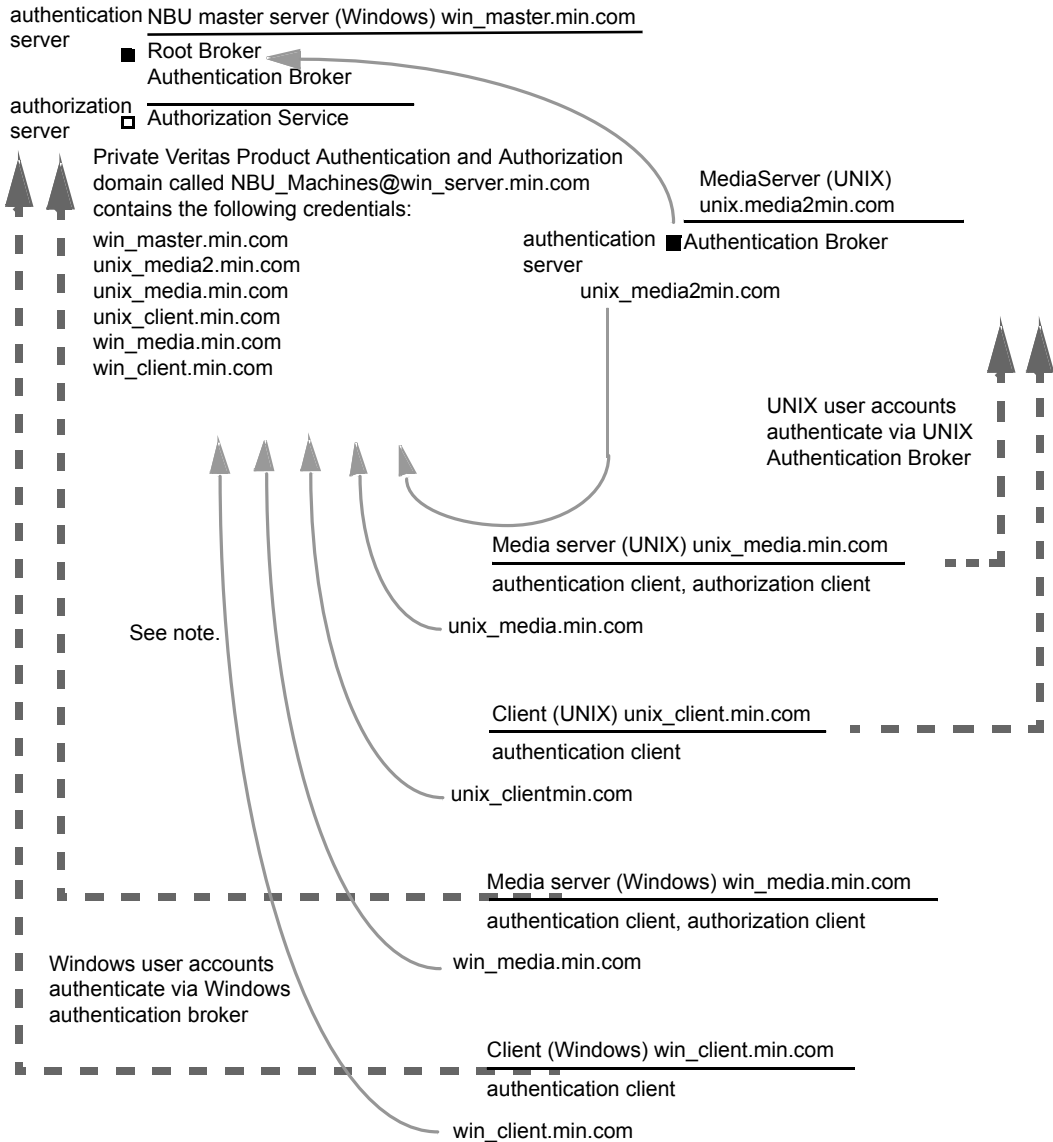 authentication
server
NBU master server (Windows) win_master.min.com
Root Broker
Authentication Broker
authorization
server
Authorization Service
Private Veritas Product Authentication and Authorization
domain called NBU_Machines@win_server.min.com
contains the following credentials:
win_master.min.com
unix_media2.min.com
unix_media.min.com
unix_client.min.com
win_media.min.com
win_client.min.com
MediaServer (UNIX)
unix.media2min.com
authentication
server
Authentication Broker
unix_media2min.com
UNIX user accounts
authenticate via UNIX
Authentication Broker
Media server (UNIX) unix_media.min.com
authentication client, authorization client
unix_media.min.com
See note.
Client (UNIX) unix_client.min.com
authentication client
unix_clientmin.com
Media server (Windows) win_media.min.com
authentication client, authorization client
win_media.min.com
Windows user accounts
authenticate via Windows
authentication broker
Client (Windows) win_client.min.com
authentication client
win_client.min.com